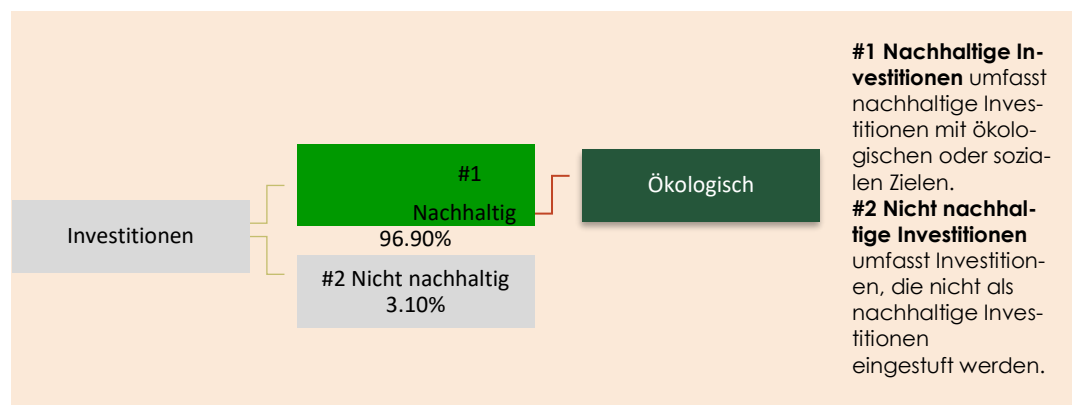 Investitionen
#1
Nachhaltig
96.90%
#2 Nicht nachhaltig
3.10%
Ökologisch
#1 Nachhaltige In-
vestitionen umfasst
nachhaltige Inves-
titionen mit ökolo-
gischen oder sozia-
len Zielen.
#2 Nicht nachhal-
tige Investitionen
umfasst Investition-
en, die nicht als
nachhaltige Inves-
titionen
eingestuft werden.